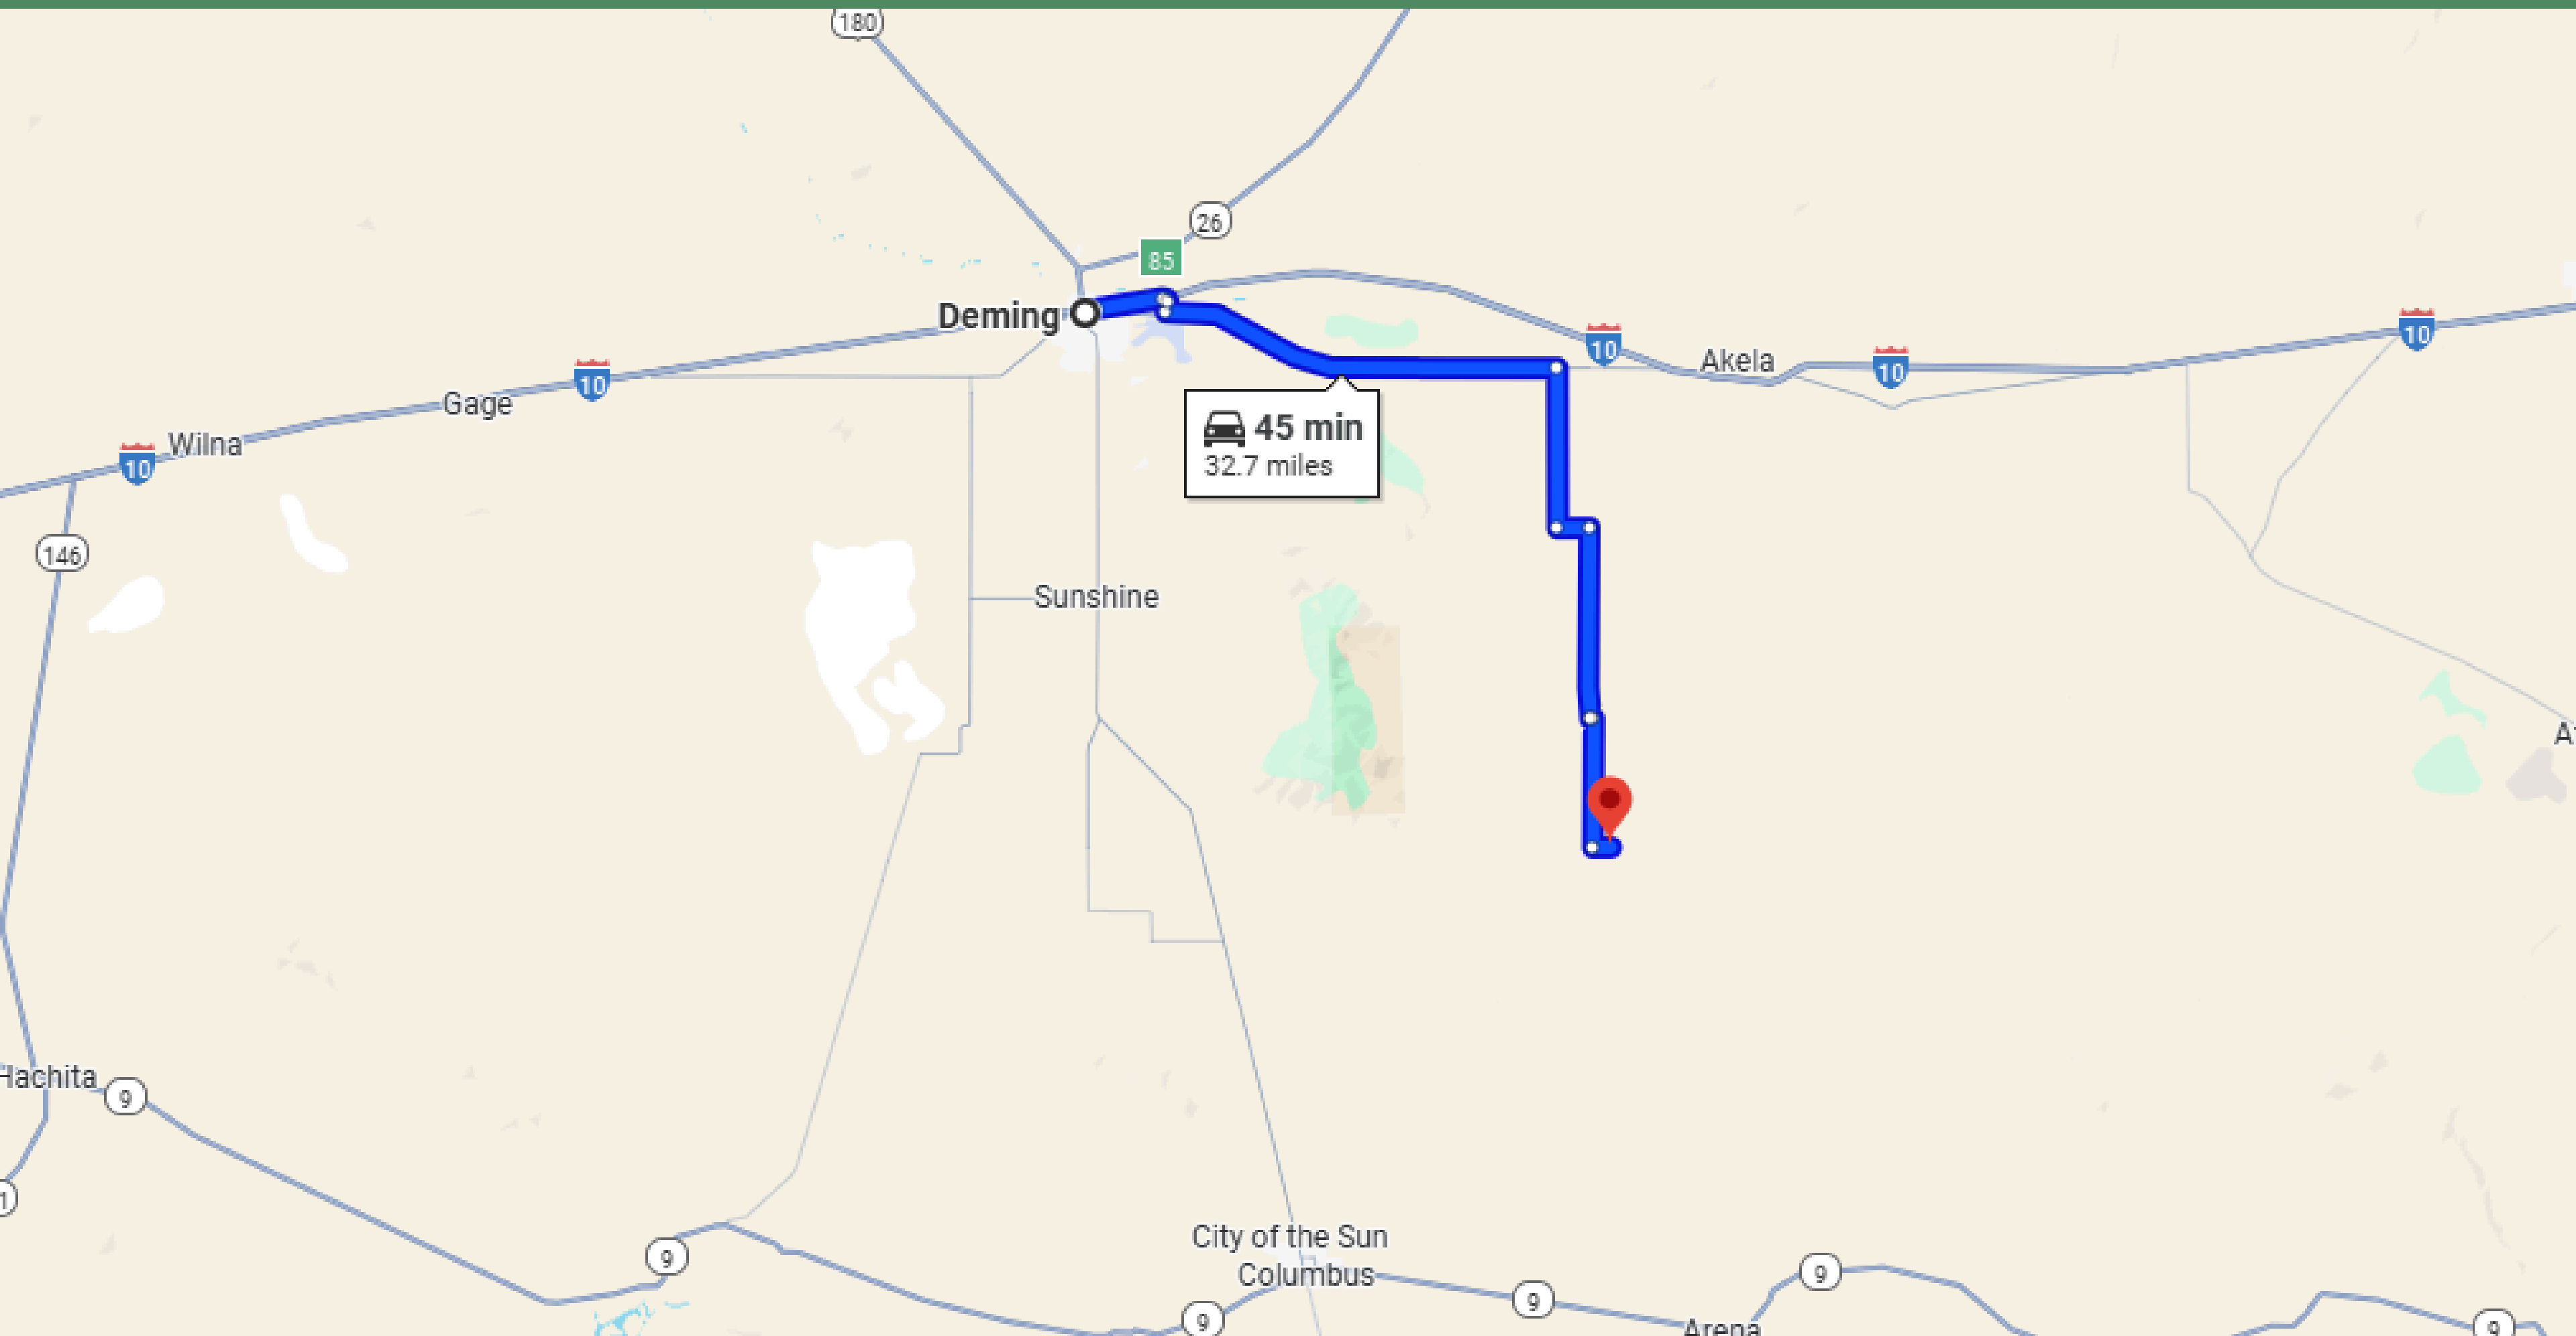 180
26
85
Deming
10
10
Akela
10
10
Gage
45 min
Wilna
32.7 miles
146
Sunshine
Hachita
9
9
City of the Sun
Columbus
9
9
9
9
Arena